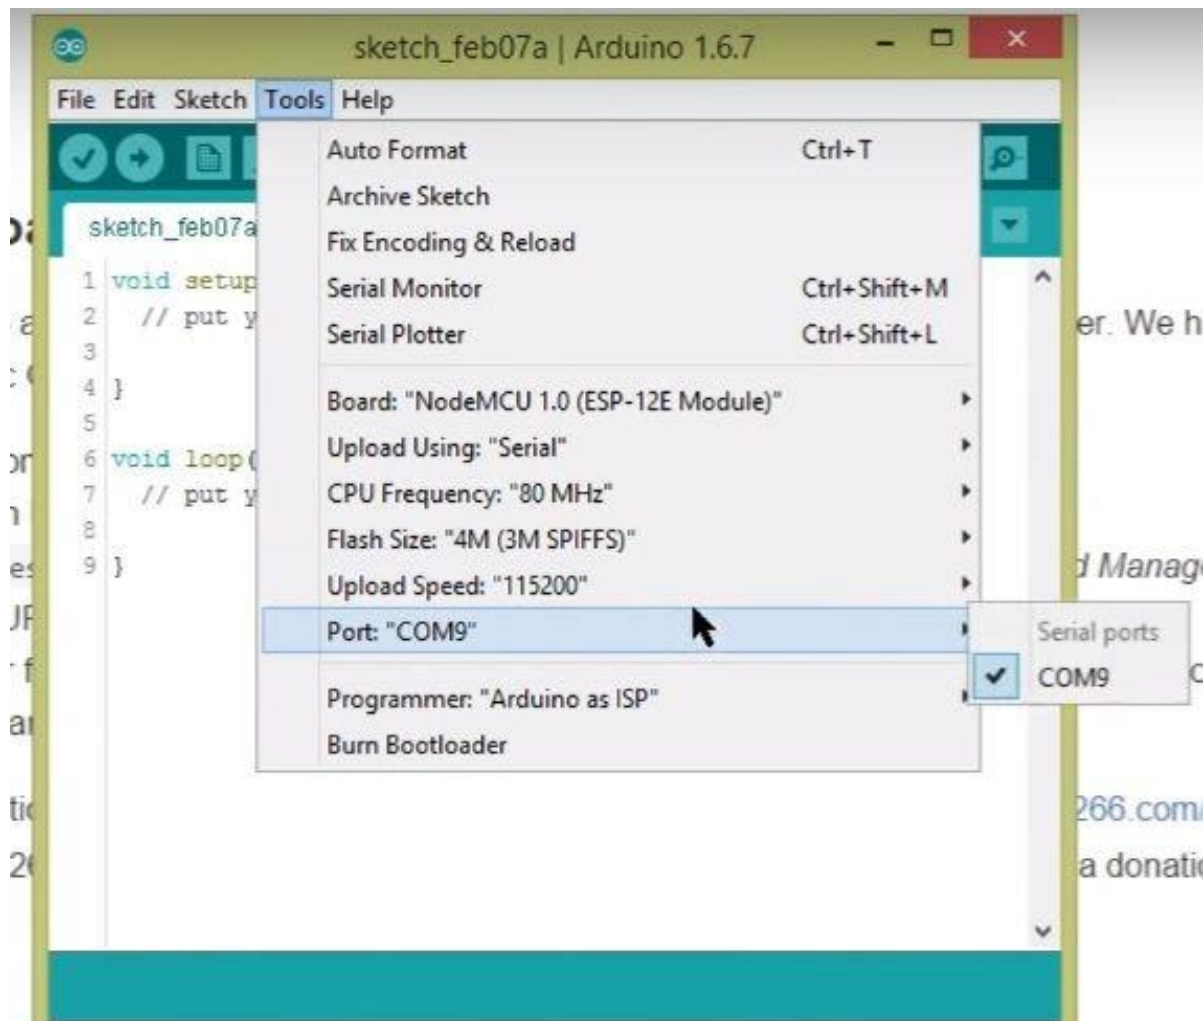 sketch_feb07a | Arduino 1.6.7
File Edit Sketch Tools Help
Auto Format Ctrl+T
Archive Sketch
sketch_feb07a
Fix Encoding & Reload
1 void setup
Serial Monitor Ctrl+Shift+M
2 // put y
er. We h
Serial Plotter Ctrl+Shift+L
3
4 }
Board: "NodeMCU 1.0 (ESP-12E Module)"
5
Upload Using: "Serial"
6 void loop(
7 // put y
CPU Frequency: "80 MHz"
8
Flash Size: "4M (3M SPIFFS)"
9 }
d Manag
Upload Speed: "115200"
Port: "COM9"
Serial ports
COM9
Programmer: "Arduino as ISP"
Burn Bootloader
266.com/
a donati